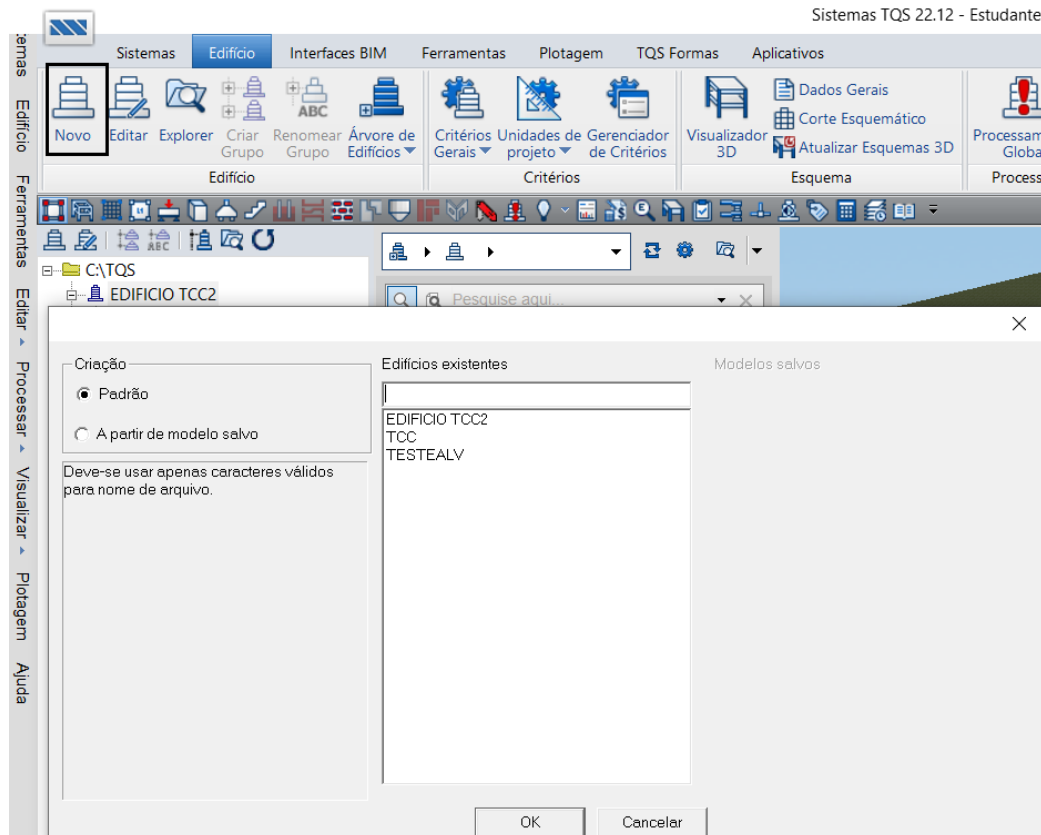 Sistemas TQS 22.12 - Estudante
Sistemas Edifício Interfaces BIM Ferramentas Plotagem TQS Formas Aplicativos
Novo Editar Explorer Criar Grupo Renomear Grupo Árvore de Edifícios
ABC
Critérios Gerais Unidades de projeto Gerenciador de Critérios
Visualizador 3D
Dados Gerais
Corte Esquemático
Atualizar Esquemas 3D
Edifício Critérios Esquema
temas Edifício Ferramentas Editar Processar Visualizar Plotagem Ajuda
ABC
C:\TQS
EDIFICIO TCC2
Pesquise aqui...
Criação
Padrão
A partir de modelo salvo
Deve-se usar apenas caracteres válidos
para nome de arquivo.
Edifícios existentes
EDIFICIO TCC2
TCC
TESTEALV
Modelos salvos
OK Cancelar